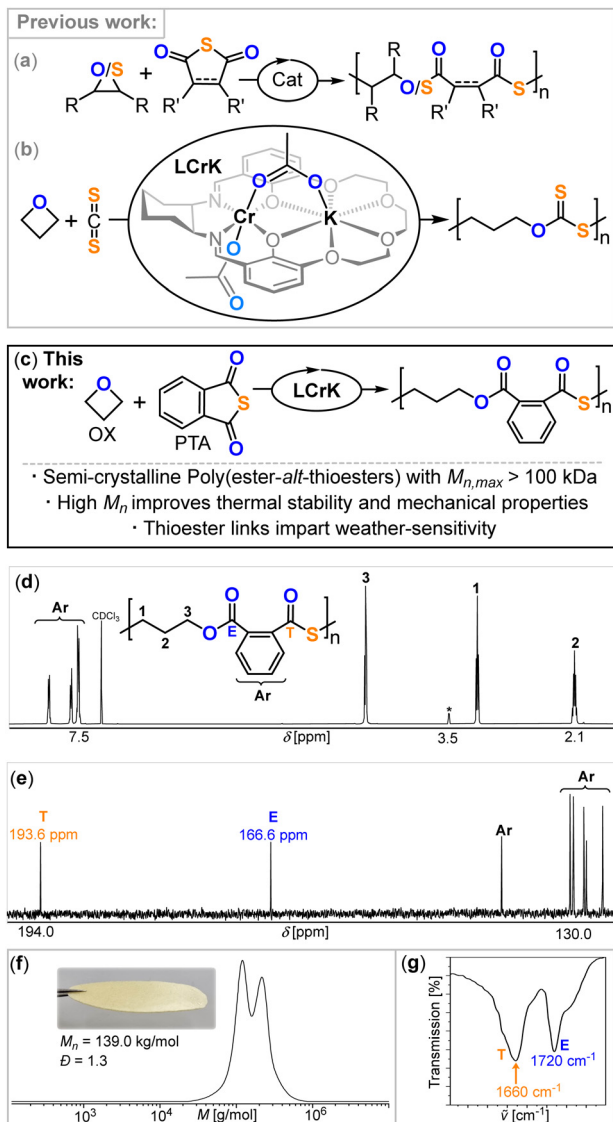 Previous work:
(a)
O/S
R
R
+
O
S
O
R'
R'
Cat
R
R
O/S
O
O
S
R'
R'
n
(b)
O
+
S
C
S
LCrK
O
O
N
Cr
O
K
O
O
O
O
N
O
O
O
O
S
S
n
(c) This
work:
O
OX
+
O
S
O
PTA
LCrK
O
O
O
S
n
· Semi-crystalline Poly(ester-alt-thioesters) with Mn,max > 100 kDa
· High Mn improves thermal stability and mechanical properties
· Thioester links impart weather-sensitivity
(d)
Ar
CDCl3
1
2
3
O
O
E
O
T
S
n
Ar
3
*
1
2
7.5
δ [ppm]
3.5
2.1
(e)
T
193.6 ppm
E
166.6 ppm
Ar
Ar
194.0
δ [ppm]
130.0
(f)
Mn = 139.0 kg/mol
Đ = 1.3
10³
M [g/mol]
10⁶
(g)
Transmission [%]
T
E
1720 cm⁻¹
1660 cm⁻¹
ṽ [cm⁻¹]